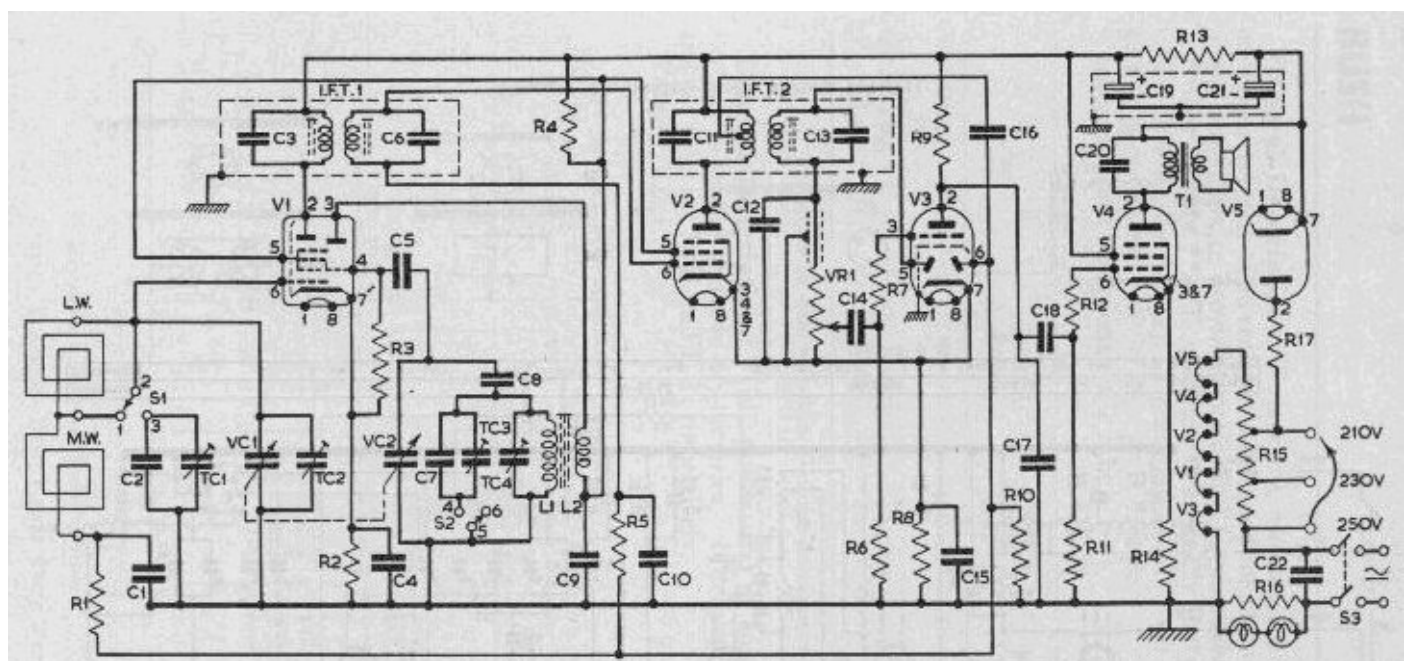 R13
I.F.T.1
I.F.T.2
C19
C21
C3
C6
R4
C11
C13
R9
C16
C20
T1
V1
2 3
V2
2
C12
V3
2
V4
2
V5
1 8
7
5
4
6
7
1 8
C5
5
6
3
4
&
7
1 8
VR1
3
5
6
7
1 8
R7
C14
C18
R12
5
6
3&7
1 8
2
R17
L.W.
M.W.
2
S1
1
3
R3
C8
VC1
VC2
TC3
C2
TC1
TC2
C7
TC4
4
S2
6
5
L1 L2
V5
V4
V2
V1
V3
R15
210V
230V
250V
C17
R1
C1
R2
C4
C9
R5
C10
R6
R8
C15
R10
R11
R14
C22
R16
S3